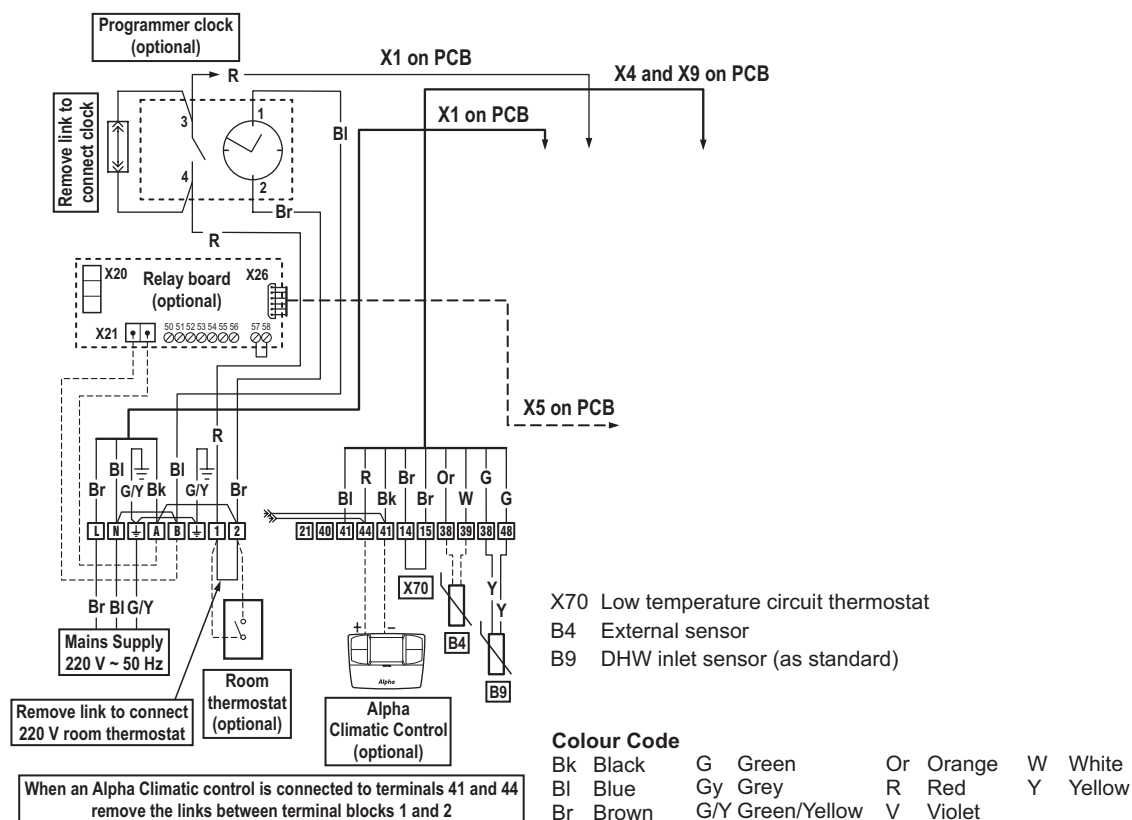 Programmer clock
(optional)
X1 on PCB
X4 and X9 on PCB
R
X1 on PCB
Remove link to
connect clock
3
1
Bl
4
2
Br
R
X20
Relay board
(optional)
X26
X21
50 51 52 53 54 55 56
57 58
X5 on PCB
R
Bl
Bl
R
Br
Or
G
Br
G/Y
Bk
G/Y
Br
Bl
Bk
Br
W
G
L N A B 1 2
21 40 41 44 41 14 15 38 39 38 48
X70
Y
Y
Br Bl G/Y
+ –
B4
B9
Mains Supply
220 V ~ 50 Hz
Alpha
Room
thermostat
(optional)
Remove link to connect
220 V room thermostat
Alpha
Climatic Control
(optional)
X70 Low temperature circuit thermostat
B4 External sensor
B9 DHW inlet sensor (as standard)
When an Alpha Climatic control is connected to terminals 41 and 44
remove the links between terminal blocks 1 and 2
Colour Code
Bk Black G Green Or Orange W White
Bl Blue Gy Grey R Red Y Yellow
Br Brown G/Y Green/Yellow V Violet